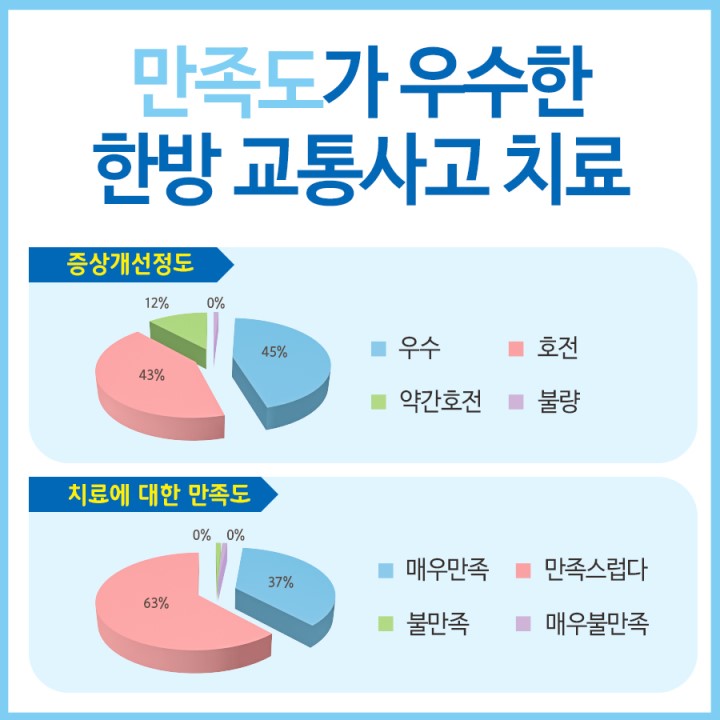 만족도가 우수한
한방 교통사고 치료
증상개선정도
12%
0%
45%
43%
우수
호전
약간호전
불량
치료에 대한 만족도
0%
0%
37%
63%
매우만족
만족스럽다
불만족
매우불만족